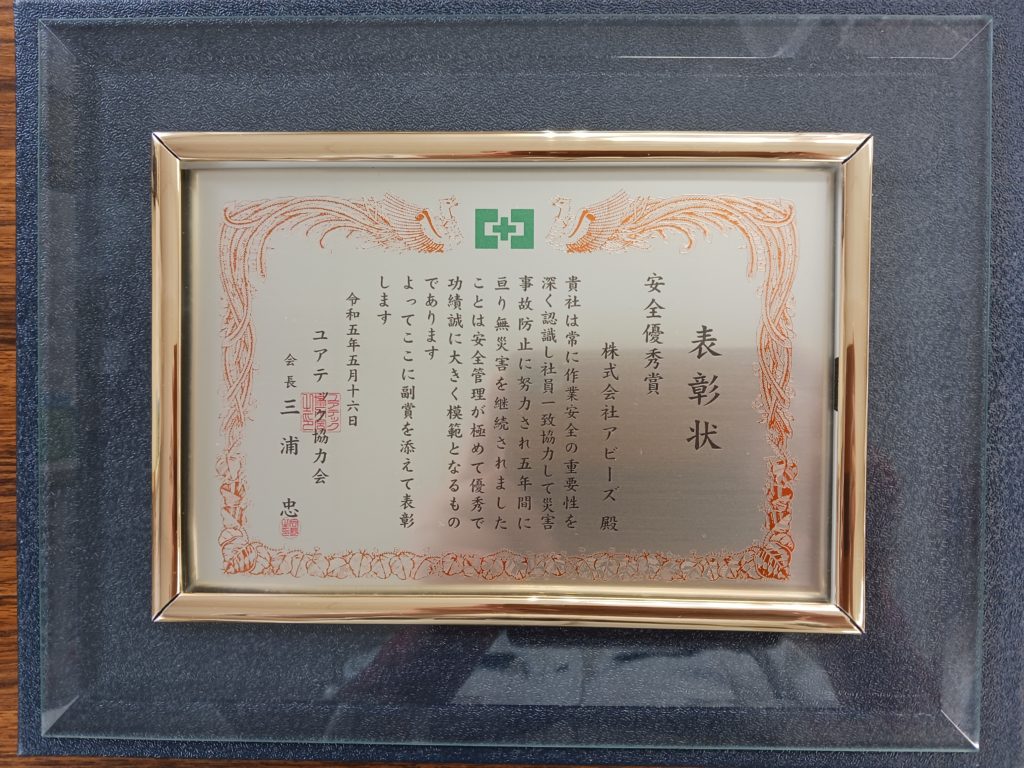 表彰状
安全優秀賞
株式会社アビーズ 殿
貴社は常に作業安全の重要性を
深く認識し社員一致協力して災害
事故防止に努力され五年間に
亘り無災害を継続されました
ことは安全管理が極めて優秀で
功績誠に大きく模範となるもの
であります
よってここに副賞を添えて表彰
します
令和五年五月十六日
ユアテック協力会
会長 三浦 忠